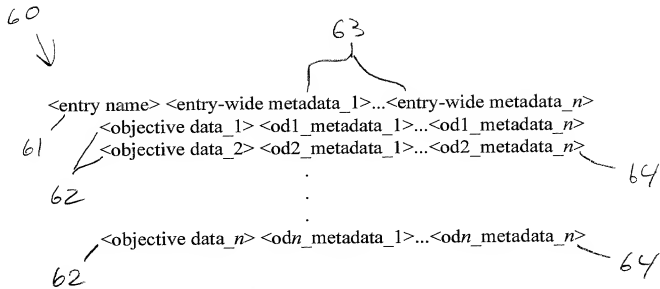 60
63
<entry name> <entry-wide metadata_1>...<entry-wide metadata_n>
61
<objective data_1> <od1_metadata_1>...<od1_metadata_n>
<objective data_2> <od2_metadata_1>...<od2_metadata_n>
62
64
.
.
.
<objective data_n> <odn_metadata_1>...<odn_metadata_n>
62
64